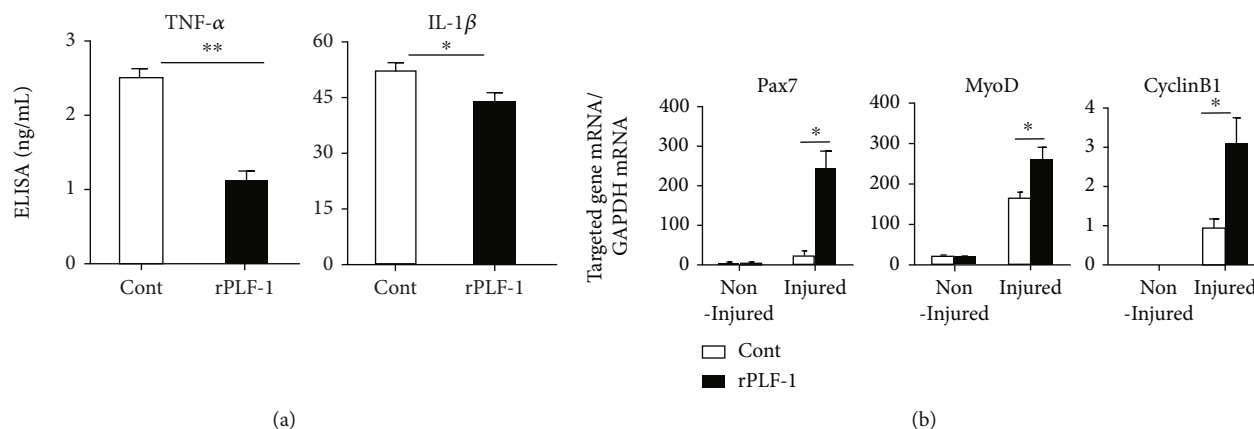 TNF-α
**
ELISA (ng/mL)
3
2
1
0
Cont
rPLF-1
IL-1β
*
60
45
30
15
0
Cont
rPLF-1
(a)
Targeted gene mRNA/
GAPDH mRNA
Pax7
*
400
300
200
100
0
Non
-Injured
Injured
MyoD
*
400
300
200
100
0
Non
-Injured
Injured
CyclinB1
*
4
3
2
1
0
Non
-Injured
Injured
Cont
rPLF-1
(b)